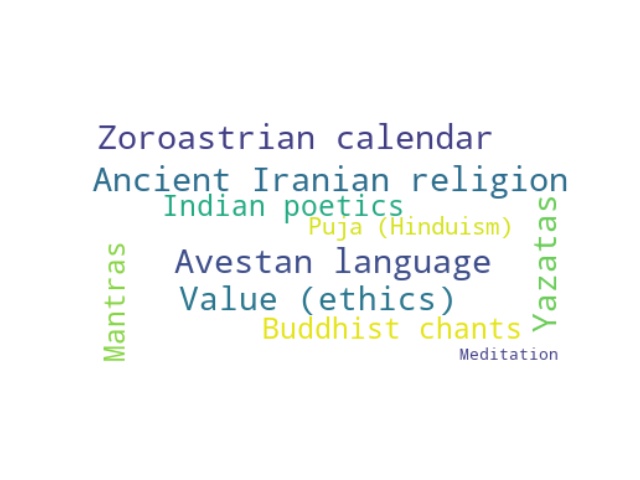 Zoroastrian calendar
Ancient Iranian religion
Indian poetics
Puja (Hinduism)
Yazatas
Mantras
Avestan language
Value (ethics)
Buddhist chants
Meditation